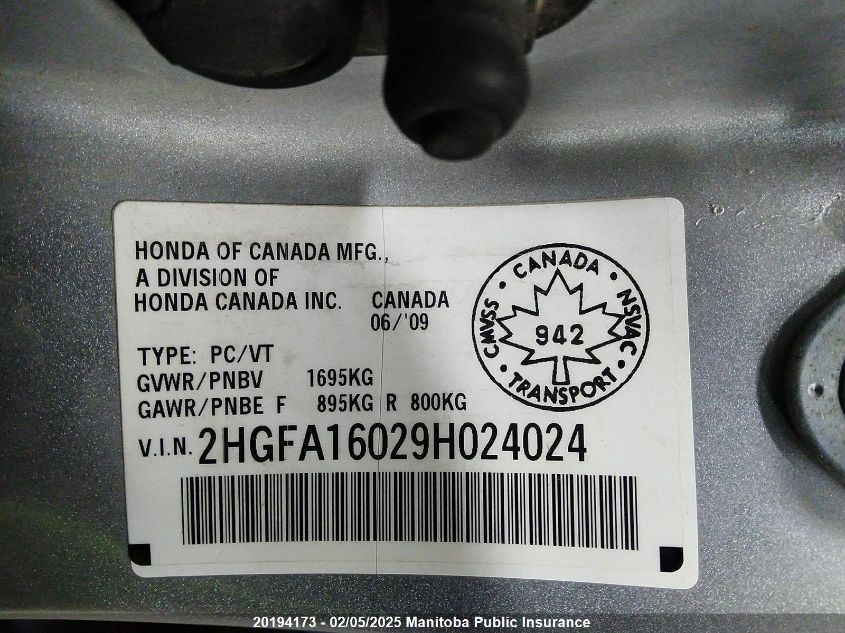 HONDA OF CANADA MFG.,
A DIVISION OF
HONDA CANADA INC. CANADA
06/'09
TYPE: PC/VT
GVWR/PNBV 1695KG
GAWR/PNBE F 895KG R 800KG
V.I.N. 2HGFA16029H024024
CANADA
CMVSS
942
NSVAC
TRANSPORT
20194173 - 02/05/2025 Manitoba Public Insurance